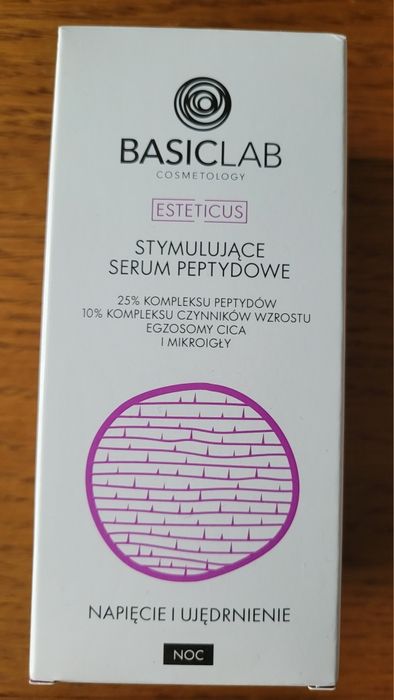 BASICLAB
COSMETOLOGY
ESTETICUS
STYMULUJĄCE
SERUM PEPTYDOWE
25% KOMPLEKSU PEPTYDÓW
10% KOMPLEKSU CZYNNIKÓW WZROSTU
EGZOSOMY CICA
I MIKROIGŁY
NAPIĘCIE I UJĘDRNIENIE
NOC